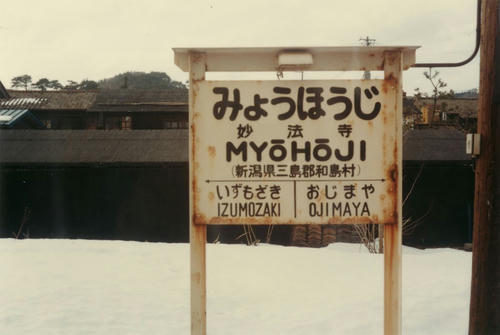 みょうほうじ
妙法寺
MYŌHŌJI
(新潟県三島郡和島村)
いずもざき おじまや
IZUMOZAKI OJIMAYA